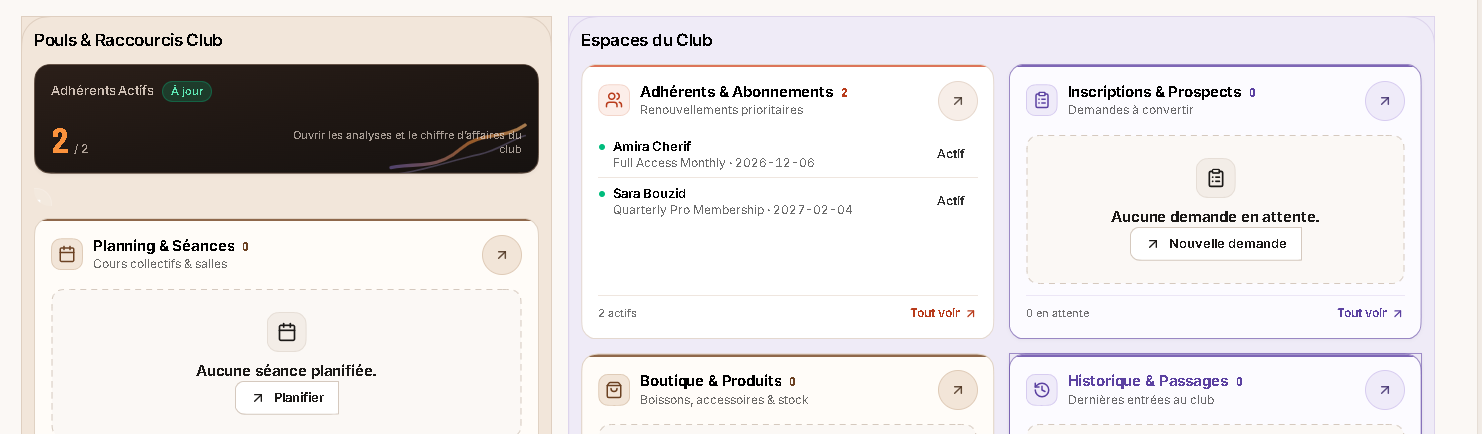 Pouls & Raccourcis Club
Adhérents Actifs À jour
2 / 2
Ouvrir les analyses et le chiffre d'affaires du
club
Planning & Séances 0
Cours collectifs & salles
Aucune séance planifiée.
Planifier
Espaces du Club
Adhérents & Abonnements 2
Renouvellements prioritaires
Amira Cherif
Full Access Monthly · 2026-12-06
Actif
Sara Bouzid
Quarterly Pro Membership · 2027-02-04
Actif
2 actifs
Tout voir
Inscriptions & Prospects 0
Demandes à convertir
Aucune demande en attente.
Nouvelle demande
0 en attente
Tout voir
Boutique & Produits 0
Boissons, accessoires & stock
Historique & Passages 0
Dernières entrées au club